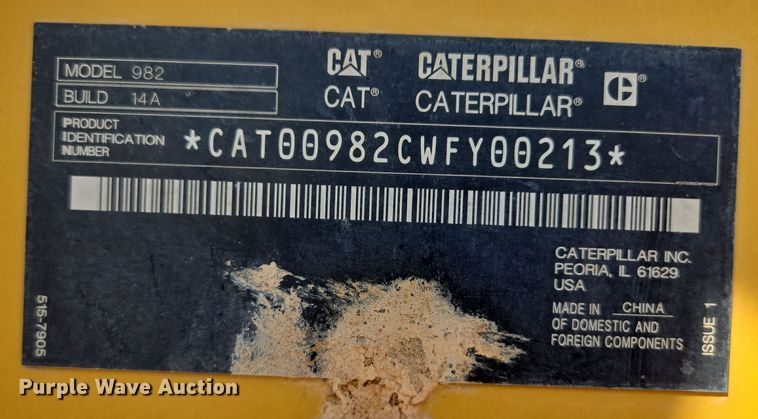 MODEL 982
BUILD 14A
CAT® CATERPILLAR®
CAT® CATERPILLAR®
PRODUCT
IDENTIFICATION
NUMBER
*CAT00982CWFY00213*
CATERPILLAR INC.
PEORIA, IL 61629
USA
MADE IN CHINA
OF DOMESTIC AND
FOREIGN COMPONENTS
ISSUE 1
515-7905
Purple Wave Auction